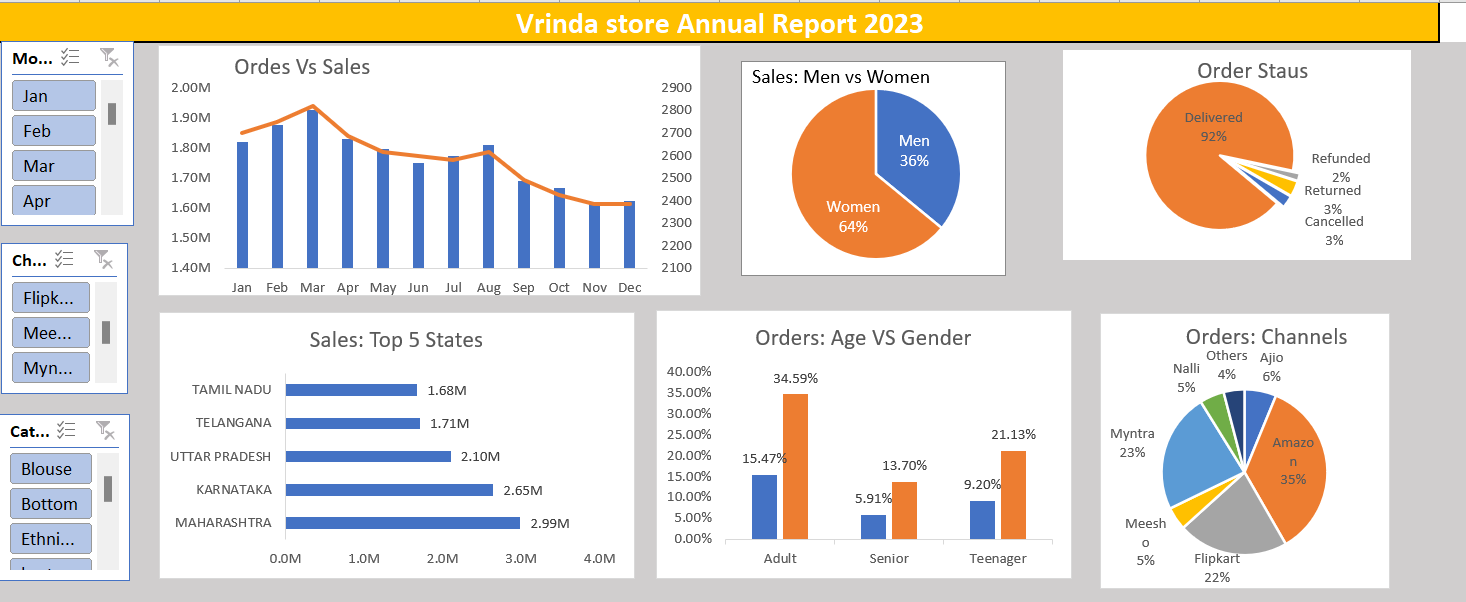 Vrinda store Annual Report 2023
Mo...
Jan
Feb
Mar
Apr
Ch...
Flipk...
Mee...
Myn...
Cat...
Blouse
Bottom
Ethni...
Ordes Vs Sales
2.00M
1.90M
1.80M
1.70M
1.60M
1.50M
1.40M
2900
2800
2700
2600
2500
2400
2300
2200
2100
Jan Feb Mar Apr May Jun Jul Aug Sep Oct Nov Dec
Sales: Men vs Women
Men
36%
Women
64%
Order Staus
Delivered
92%
Refunded
2%
Returned
3%
Cancelled
3%
Sales: Top 5 States
TAMIL NADU 1.68M
TELANGANA 1.71M
UTTAR PRADESH 2.10M
KARNATAKA 2.65M
MAHARASHTRA 2.99M
0.0M 1.0M 2.0M 3.0M 4.0M
Orders: Age VS Gender
40.00%
35.00%
30.00%
25.00%
20.00%
15.00%
10.00%
5.00%
0.00%
15.47%
34.59%
5.91%
13.70%
9.20%
21.13%
Adult Senior Teenager
Orders: Channels
Others
4%
Ajio
6%
Nalli
5%
Myntra
23%
Amazo
n
35%
Meesh
o
5%
Flipkart
22%